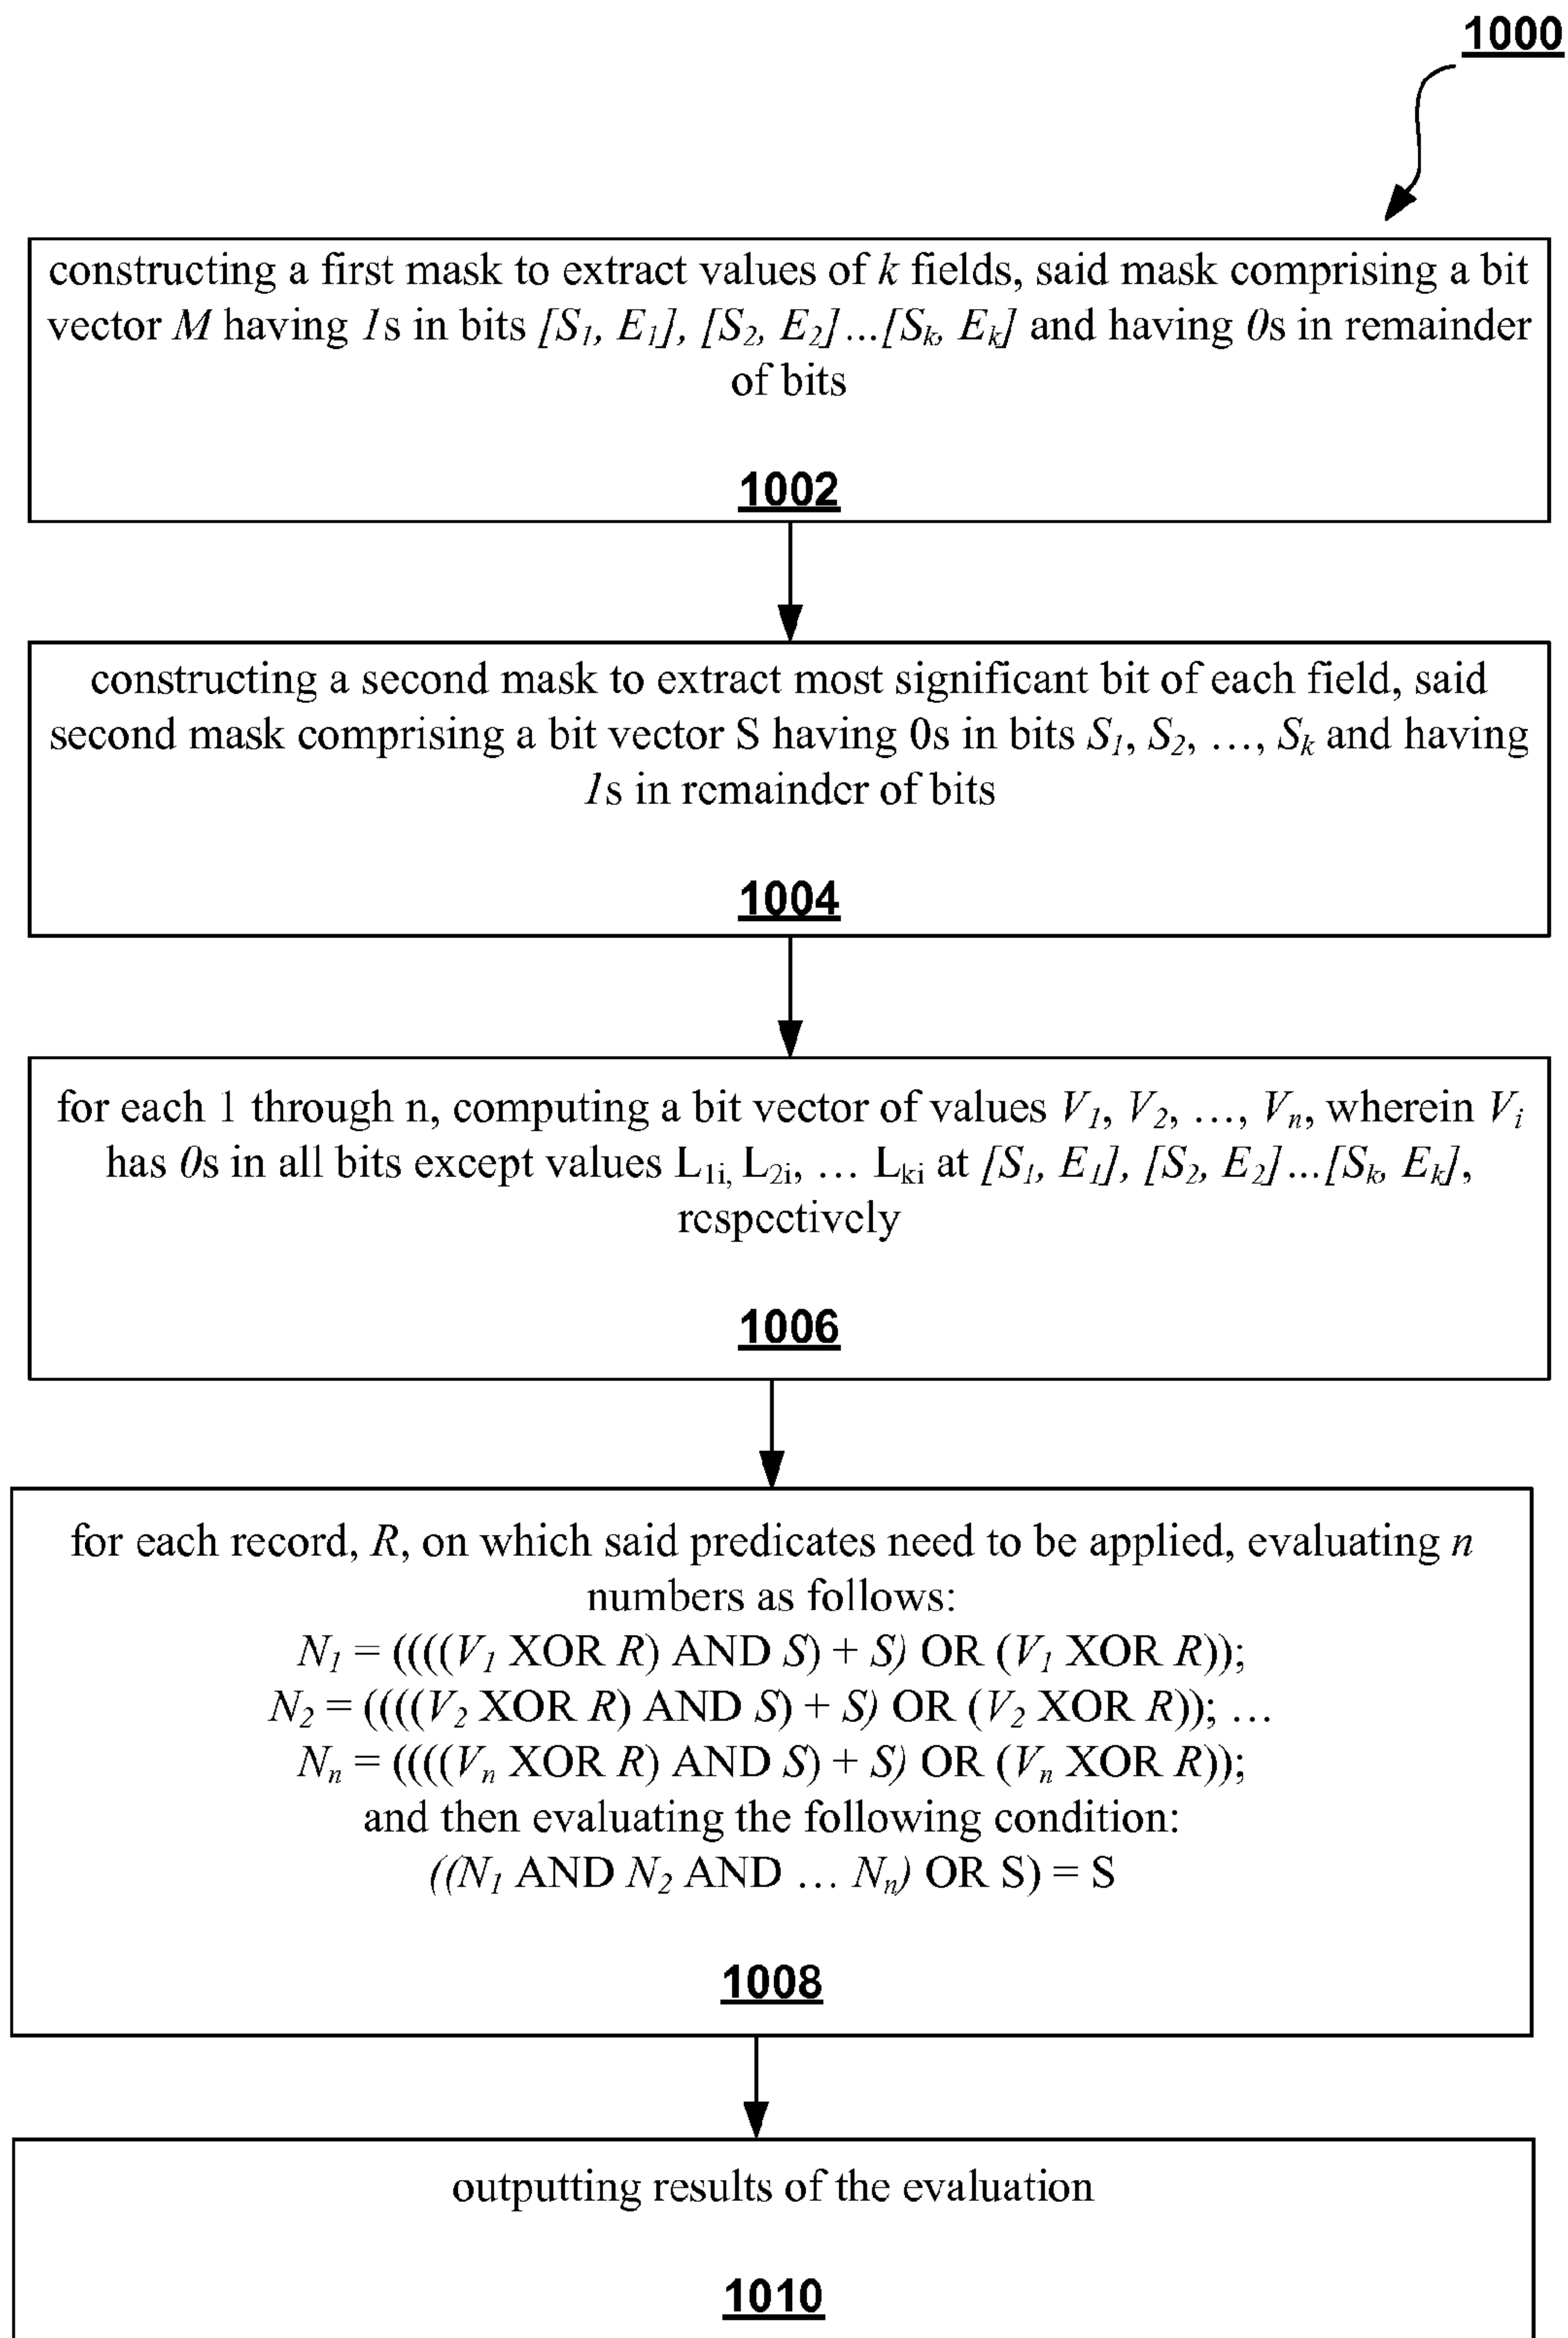 1000
constructing a first mask to extract values of k fields, said mask comprising a bit
vector M having 1s in bits [S1, E1], [S2, E2]...[Sk, Ek] and having 0s in remainder
of bits
1002
constructing a second mask to extract most significant bit of each field, said
second mask comprising a bit vector S having 0s in bits S1, S2, ..., Sk and having
1s in remainder of bits
1004
for each 1 through n, computing a bit vector of values V1, V2, ..., Vn, wherein Vi
has 0s in all bits except values L1i, L2i, ... Lki at [S1, E1], [S2, E2]...[Sk, Ek],
respectively
1006
for each record, R, on which said predicates need to be applied, evaluating n
numbers as follows:
N1 = ((((V1 XOR R) AND S) + S) OR (V1 XOR R));
N2 = ((((V2 XOR R) AND S) + S) OR (V2 XOR R)); ...
Nn = ((((Vn XOR R) AND S) + S) OR (Vn XOR R));
and then evaluating the following condition:
((N1 AND N2 AND ... Nn) OR S) = S
1008
outputting results of the evaluation
1010